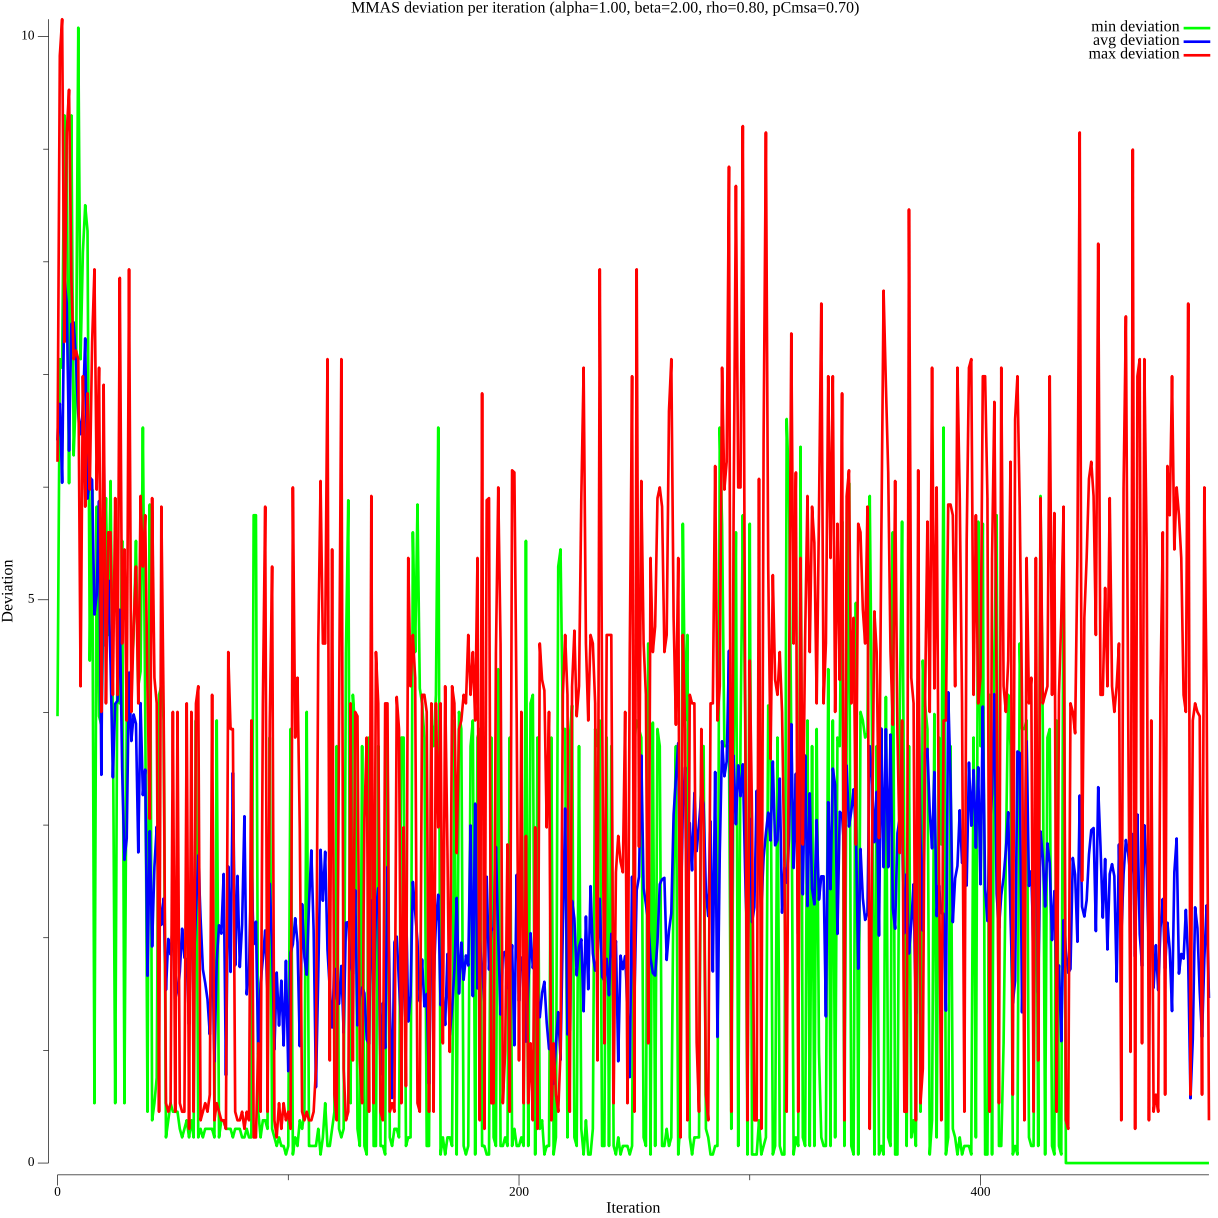 MMAS deviation per iteration (alpha=1.00, beta=2.00, rho=0.80, pCmsa=0.70)
min deviation
avg deviation
max deviation
10
5
0
Deviation
0
200
400
Iteration